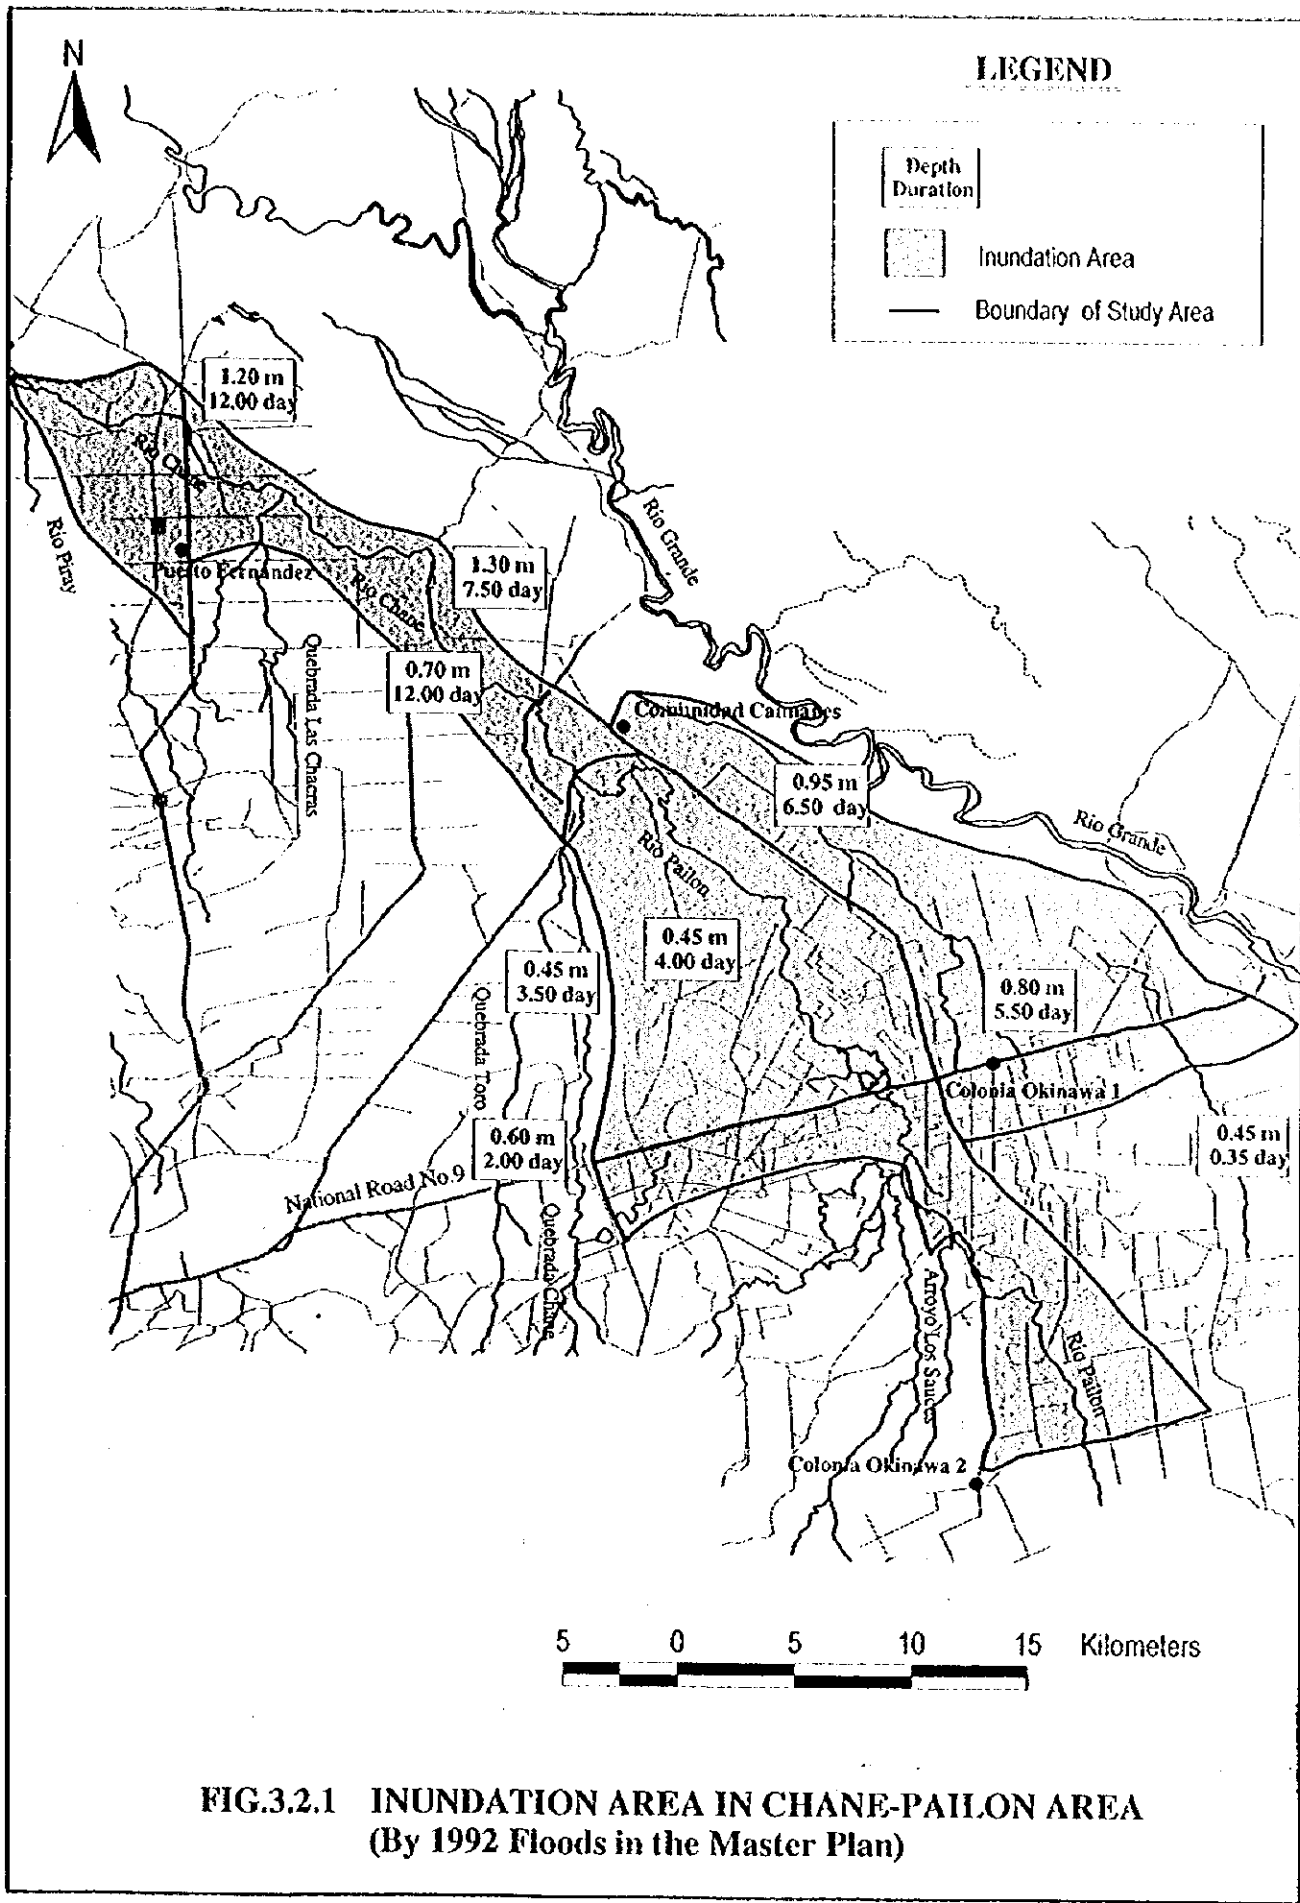 N
LEGEND
Depth
Duration
Inundation Area
Boundary of Study Area
1.20 m
12.00 day
Rio Chane
Rio Piray
Puerto Fernandez
Rio Grande
1.30 m
7.50 day
Rio Chane
Quebrada Las Chacras
0.70 m
12.00 day
Comunidad Caimanes
0.95 m
6.50 day
Rio Grande
Rio Pailon
0.45 m
4.00 day
0.45 m
3.50 day
0.80 m
5.50 day
Quebrada Toro
Colonia Okinawa 1
0.60 m
2.00 day
0.45 m
0.35 day
National Road No.9
Quebrada Chane
Arroyo Los Sauces
Rio Pailon
Colonia Okinawa 2
5 0 5 10 15 Kilometers
FIG.3.2.1 INUNDATION AREA IN CHANE-PAILON AREA
(By 1992 Floods in the Master Plan)